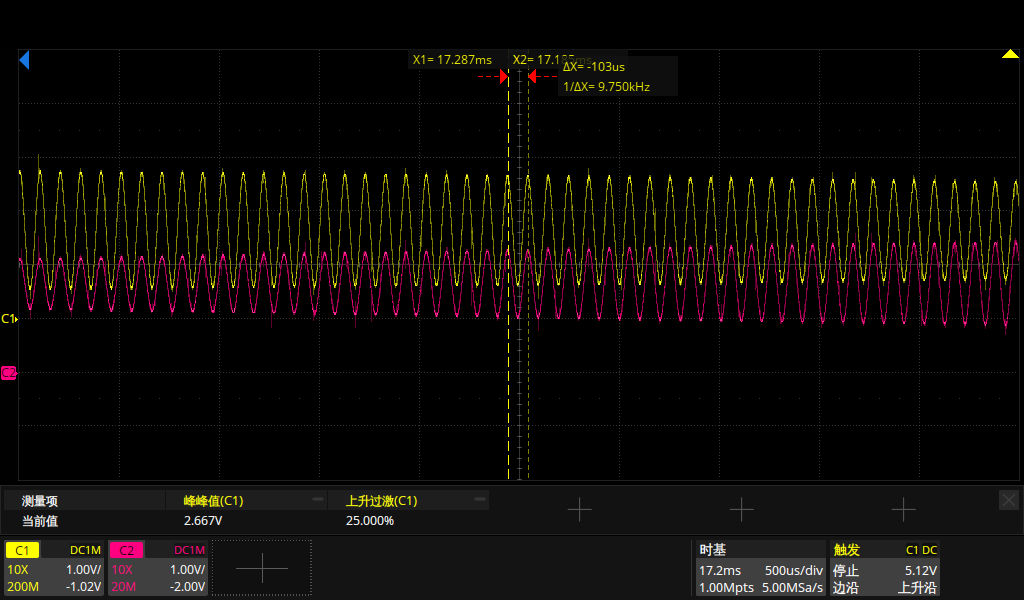 X1= 17.287ms X2= 17.1
ΔX= -103us
1/ΔX= 9.750kHz
C1
C2
测量项 峰峰值(C1) 上升过激(C1)
当前值 2.667V 25.000%
C1 DC1M C2 DC1M 时基 触发 C1 DC
10X 1.00V/ 10X 1.00V/ 17.2ms 500us/div 停止 5.12V
200M -1.02V 20M -2.00V 1.00Mpts 5.00MSa/s 边沿 上升沿